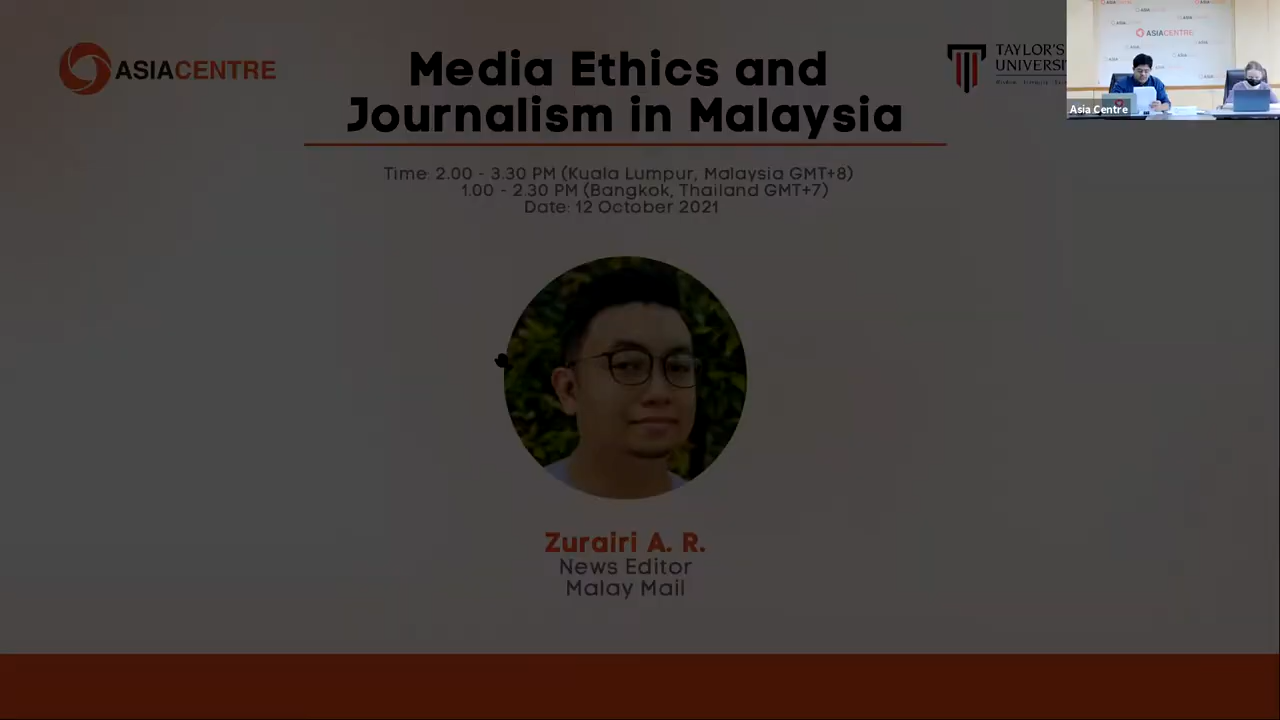 ASIACENTRE
Media Ethics and
Journalism in Malaysia
TAYLOR'S
Time: 2.00 - 3.30 PM (Kuala Lumpur, Malaysia GMT+8)
1.00 - 2.30 PM (Bangkok, Thailand GMT+7)
Date: 12 October 2021
ASIACENTRE
Asia Centre
Zurairi A. R.
News Editor
Malay Mail